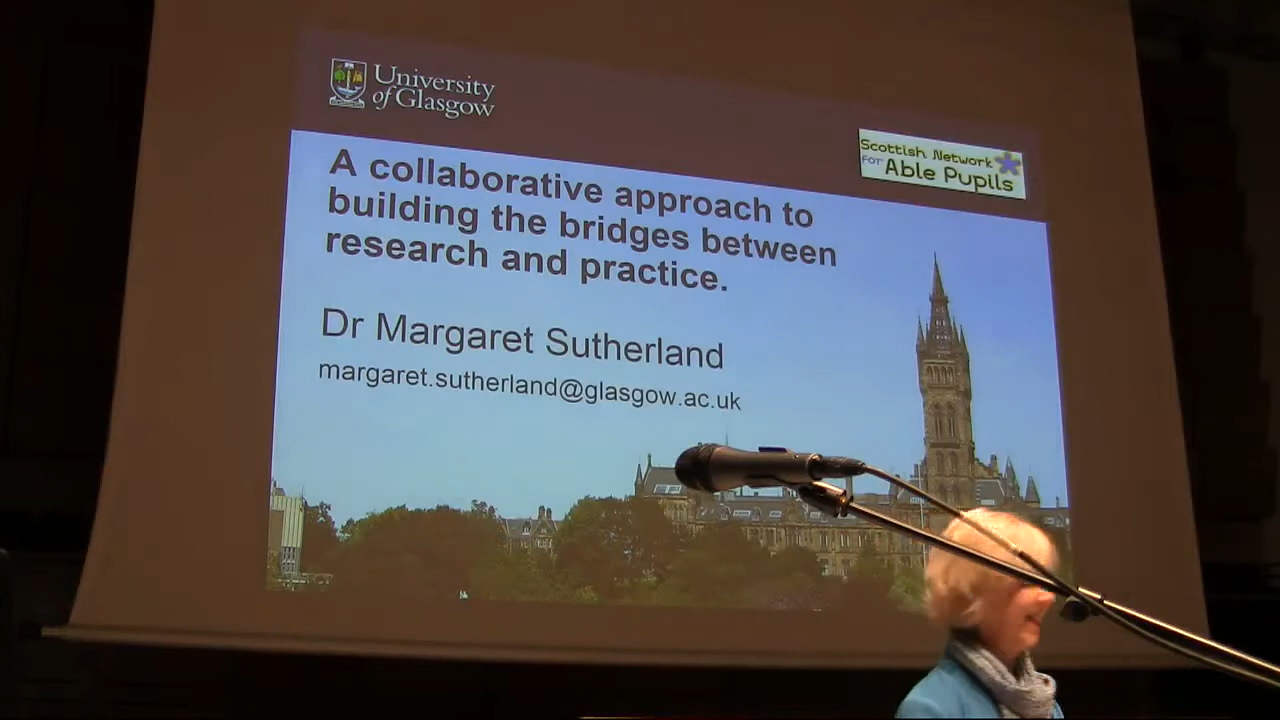 University
of Glasgow
Scottish Network
for Able Pupils
A collaborative approach to
building the bridges between
research and practice.
Dr Margaret Sutherland
margaret.sutherland@glasgow.ac.uk